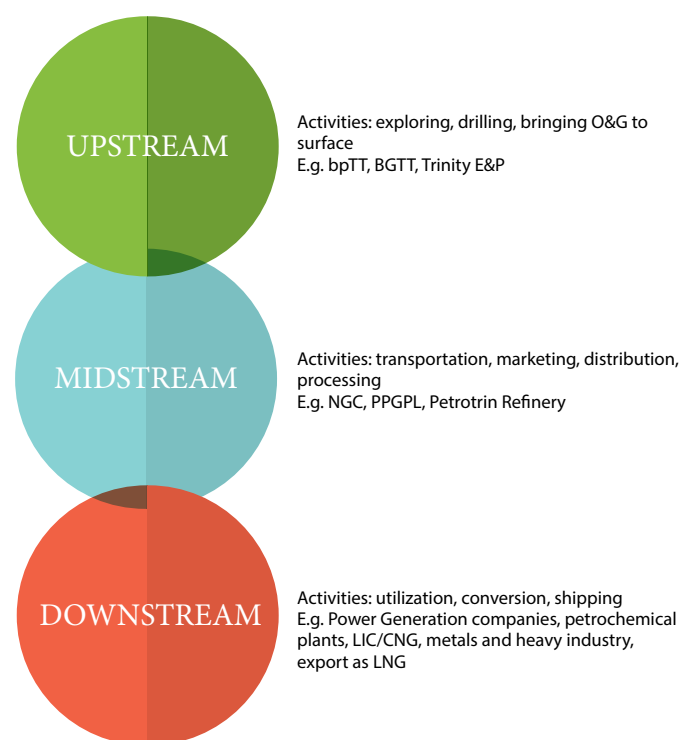 UPSTREAM
Activities: exploring, drilling, bringing O&G to
surface
E.g. bpTT, BGTT, Trinity E&P
MIDSTREAM
Activities: transportation, marketing, distribution,
processing
E.g. NGC, PPGPL, Petrotrin Refinery
DOWNSTREAM
Activities: utilization, conversion, shipping
E.g. Power Generation companies, petrochemical
plants, LIC/CNG, metals and heavy industry,
export as LNG